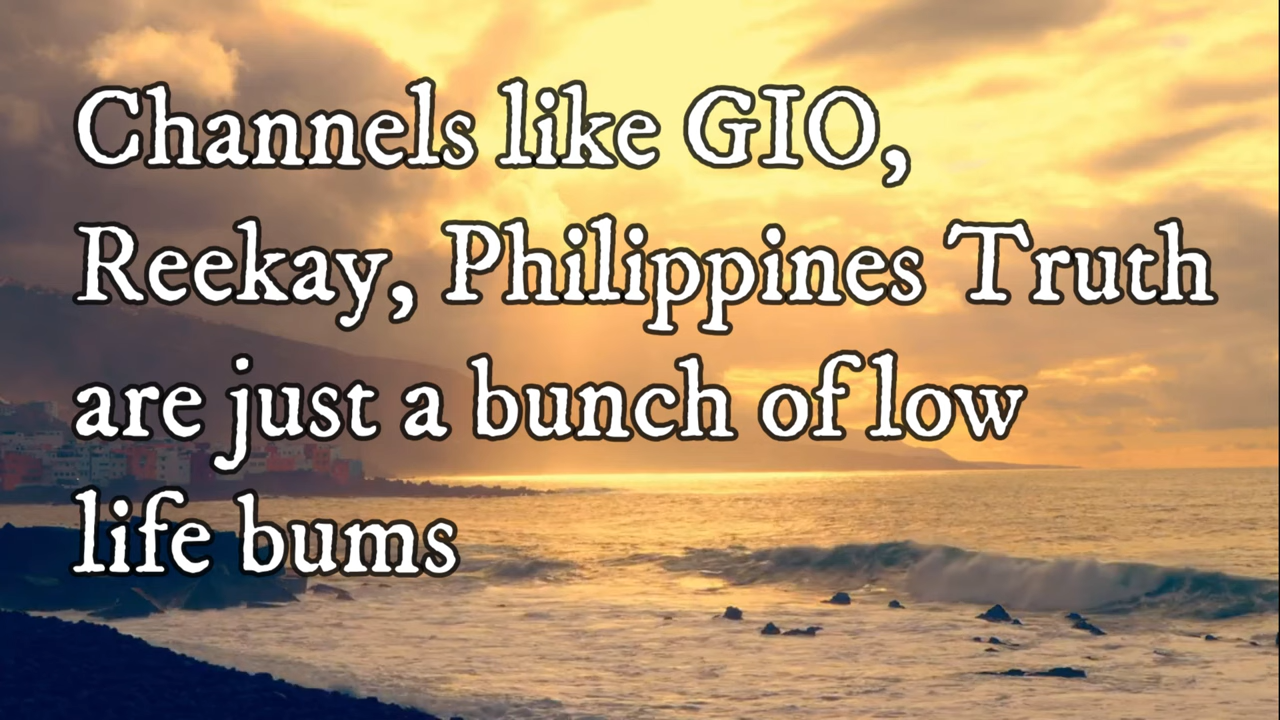 Channels like GIO,
Reekay, Philippines Truth
are just a bunch of low
life bums